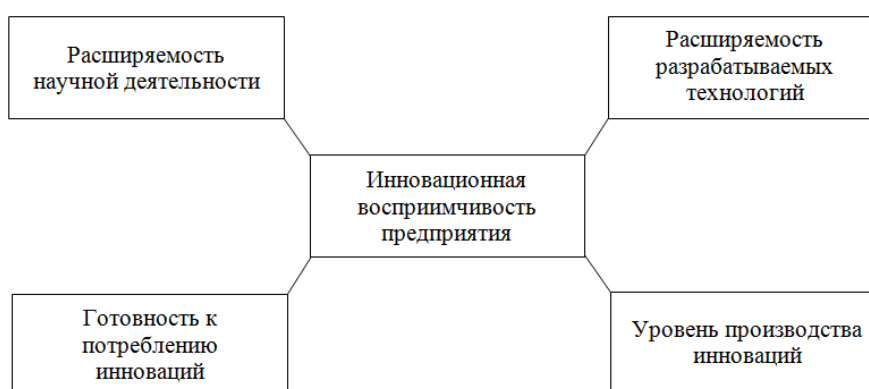 Расширяемость
научной деятельности
Расширяемость
разрабатываемых
технологий
Инновационная
восприимчивость
предприятия
Готовность к
потреблению
инноваций
Уровень производства
инноваций